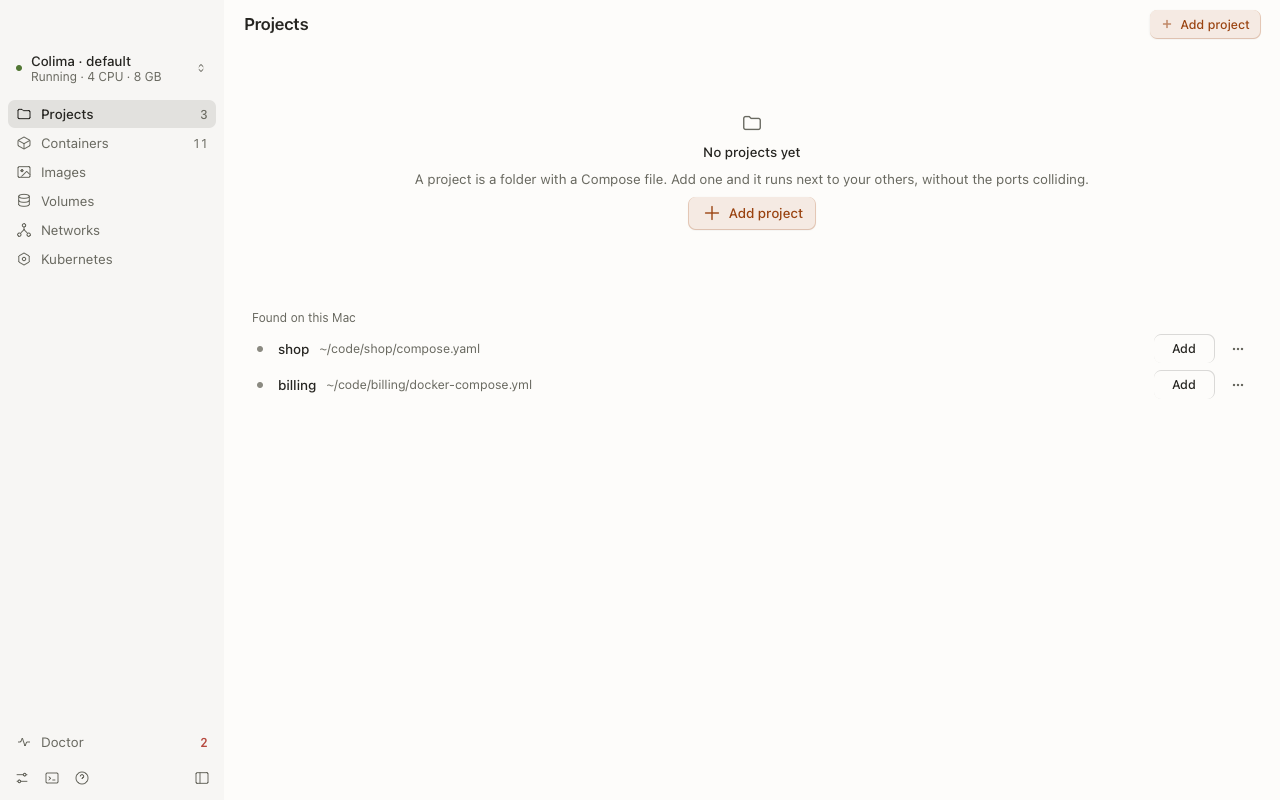 Projects
Add project
Colima · default
Running · 4 CPU · 8 GB
Projects 3
Containers 11
Images
Volumes
Networks
Kubernetes
No projects yet
A project is a folder with a Compose file. Add one and it runs next to your others, without the ports colliding.
Add project
Found on this Mac
shop ~/code/shop/compose.yaml Add
billing ~/code/billing/docker-compose.yml Add
Doctor 2